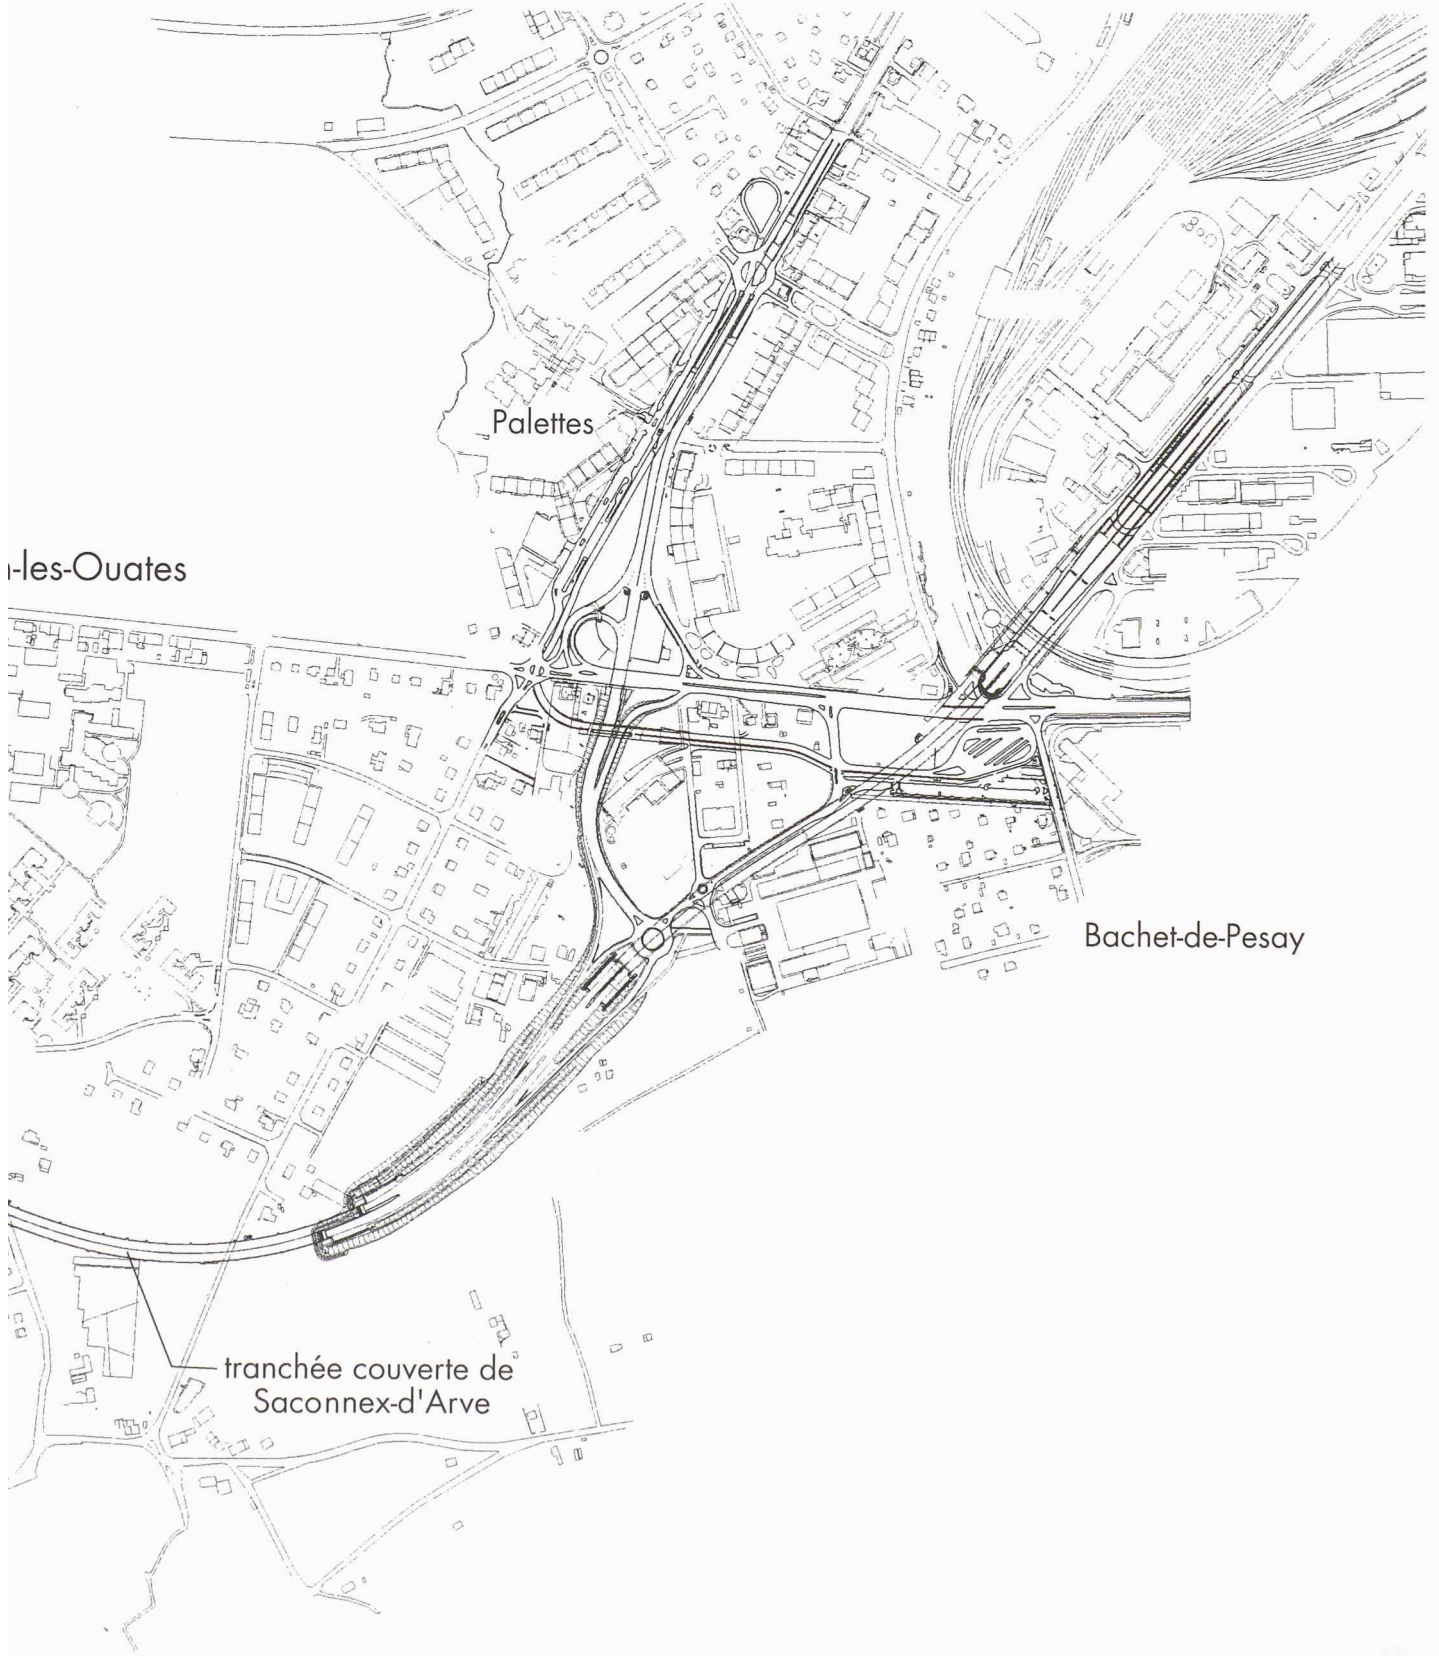 Palettes
-les-Ouates
Bachet-de-Pesay
tranchée couverte de
Saconnex-d'Arve